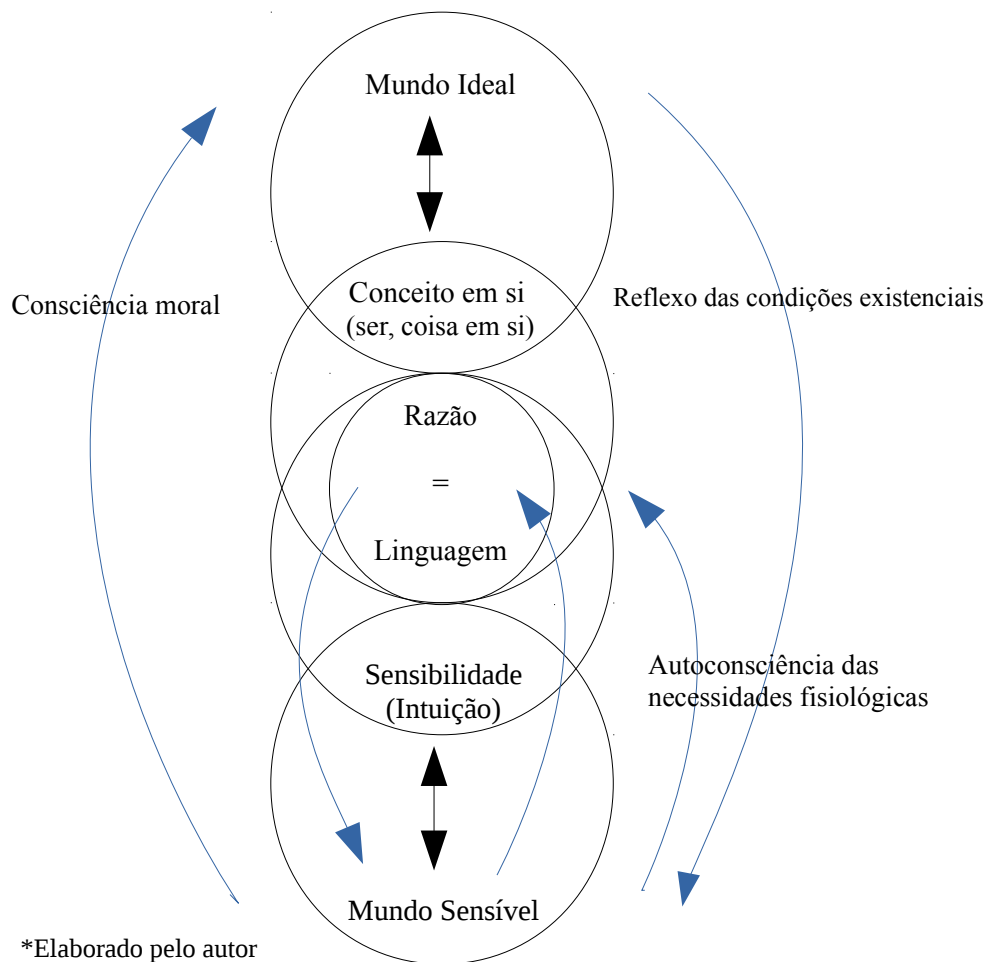 Mundo Ideal
Conceito em si
(ser, coisa em si)
Consciência moral
Reflexo das condições existenciais
Razão
=
Linguagem
Sensibilidade
(Intuição)
Autoconsciência das
necessidades fisiológicas
Mundo Sensível
*Elaborado pelo autor